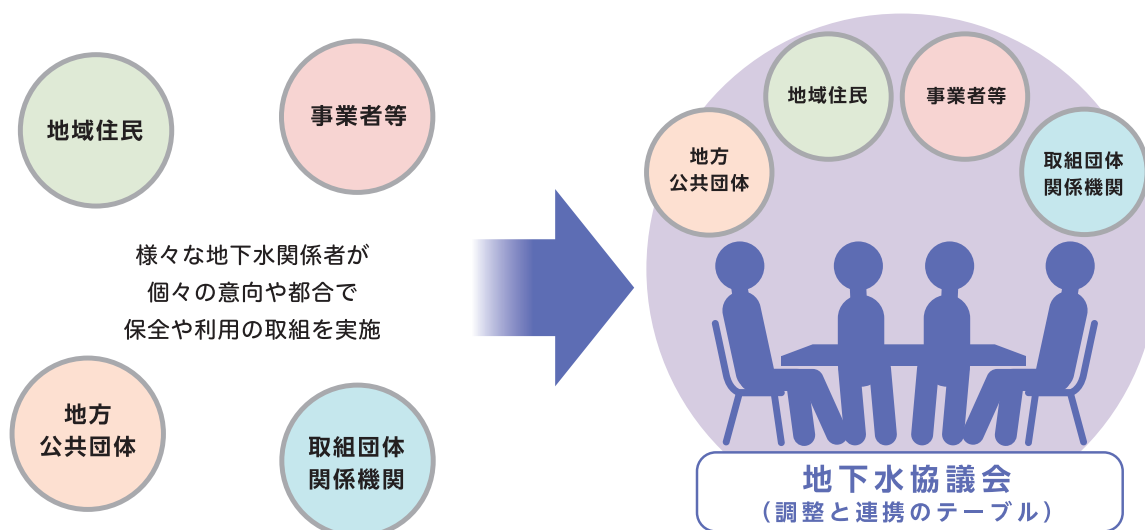 地域住民
事業者等
様々な地下水関係者が
個々の意向や都合で
保全や利用の取組を実施
地方
公共団体
取組団体
関係機関
地域住民
事業者等
地方
公共団体
取組団体
関係機関
地下水協議会
（調整と連携のテーブル）